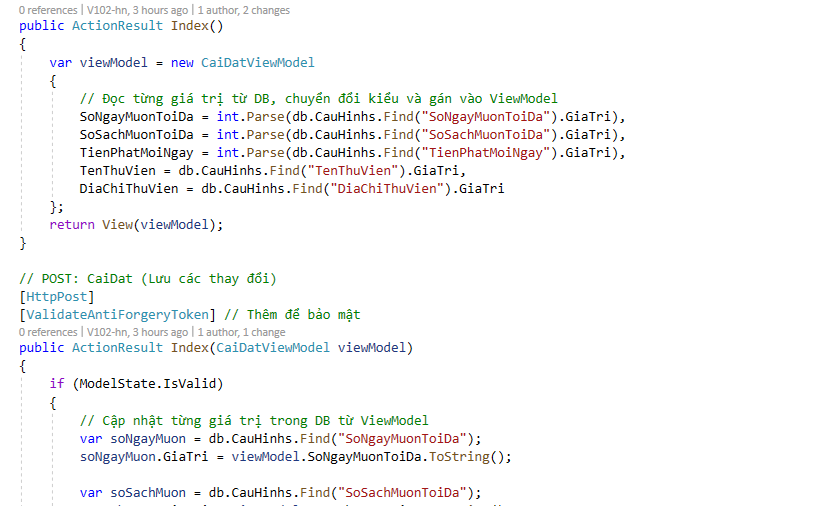 0 references | V102-hn, 3 hours ago | 1 author, 2 changes
public ActionResult Index()
{
    var viewModel = new CaiDatViewModel
    {
        // Đọc từng giá trị từ DB, chuyển đổi kiểu và gán vào ViewModel
        SoNgayMuonToiDa = int.Parse(db.CauHinhs.Find("SoNgayMuonToiDa").GiaTri),
        SoSachMuonToiDa = int.Parse(db.CauHinhs.Find("SoSachMuonToiDa").GiaTri),
        TienPhatMoiNgay = int.Parse(db.CauHinhs.Find("TienPhatMoiNgay").GiaTri),
        TenThuVien = db.CauHinhs.Find("TenThuVien").GiaTri,
        DiaChiThuVien = db.CauHinhs.Find("DiaChiThuVien").GiaTri
    };
    return View(viewModel);
}
// POST: CaiDat (Lưu các thay đổi)
[HttpPost]
[ValidateAntiForgeryToken] // Thêm để bảo mật
0 references | V102-hn, 3 hours ago | 1 author, 1 change
public ActionResult Index(CaiDatViewModel viewModel)
{
    if (ModelState.IsValid)
    {
        // Cập nhật từng giá trị trong DB từ ViewModel
        var soNgayMuon = db.CauHinhs.Find("SoNgayMuonToiDa");
        soNgayMuon.GiaTri = viewModel.SoNgayMuonToiDa.ToString();
        var soSachMuon = db.CauHinhs.Find("SoSachMuonToiDa");